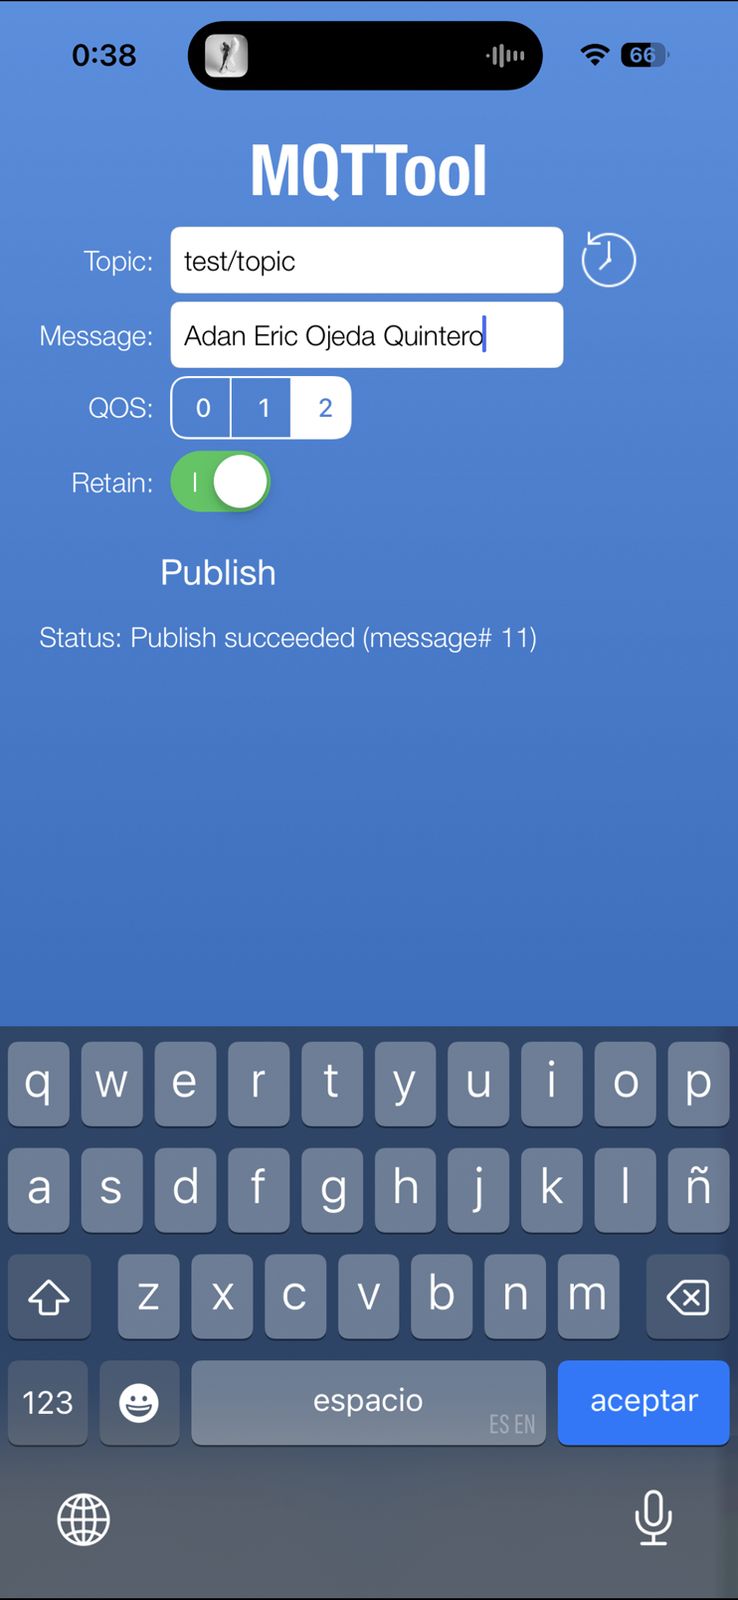 0:38
66
MQTTool
Topic: test/topic
Message: Adan Eric Ojeda Quintero
QOS: 0 1 2
Retain:
Publish
Status: Publish succeeded (message# 11)
q w e r t y u i o p
a s d f g h j k l ñ
z x c v b n m
123 espacio ES EN aceptar